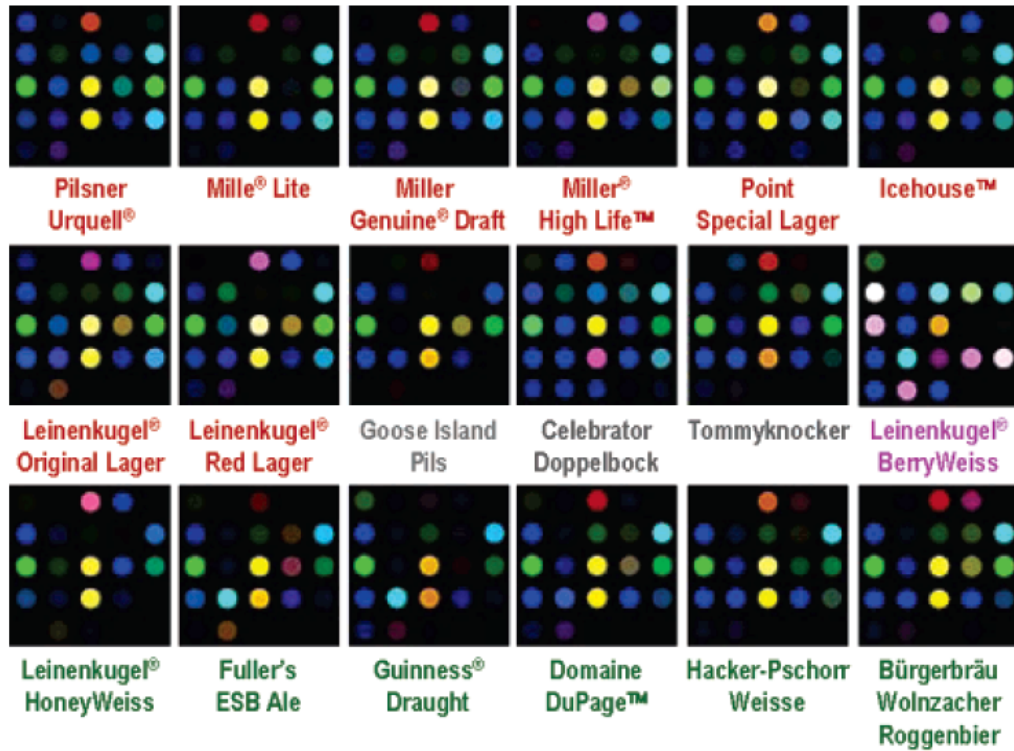 Pilsner
Urquell®
Mille® Lite
Miller
Genuine® Draft
Miller®
High Life™
Point
Special Lager
Icehouse™
Leinenkugel®
Original Lager
Leinenkugel®
Red Lager
Goose Island
Pils
Celebrator
Doppelbock
Tommyknocker
Leinenkugel®
BerryWeiss
Leinenkugel®
HoneyWeiss
Fuller's
ESB Ale
Guinness®
Draught
Domaine
DuPage™
Hacker-Pschorr
Weisse
Bürgerbräu
Wolnzacher
Roggenbier